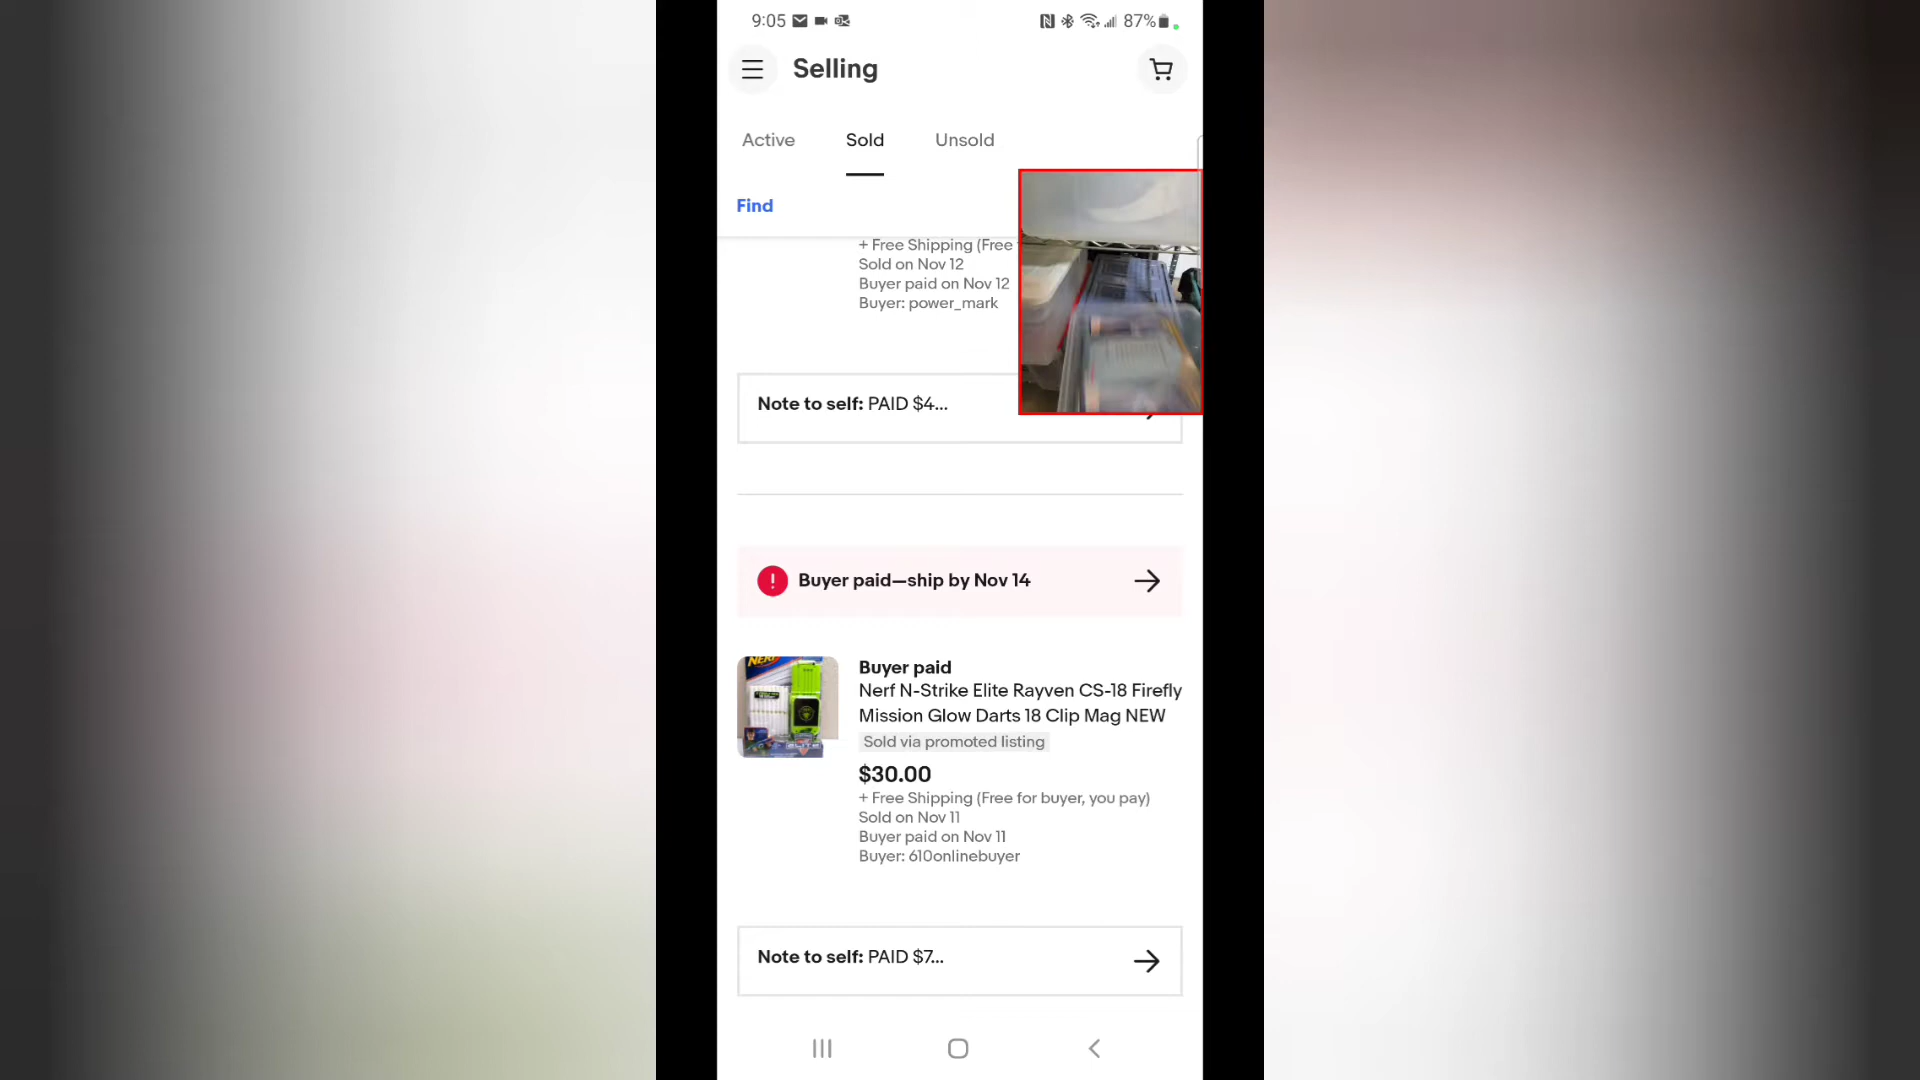 9:05
87%
Selling
Active
Sold
Unsold
Find
+ Free Shipping (Free
Sold on Nov 12
Buyer paid on Nov 12
Buyer: power_mark
Note to self: PAID $4...
Buyer paid—ship by Nov 14
NERF
Buyer paid
Nerf N-Strike Elite Rayven CS-18 Firefly
Mission Glow Darts 18 Clip Mag NEW
Sold via promoted listing
$30.00
+ Free Shipping (Free for buyer, you pay)
Sold on Nov 11
Buyer paid on Nov 11
Buyer: 610onlinebuyer
Note to self: PAID $7...